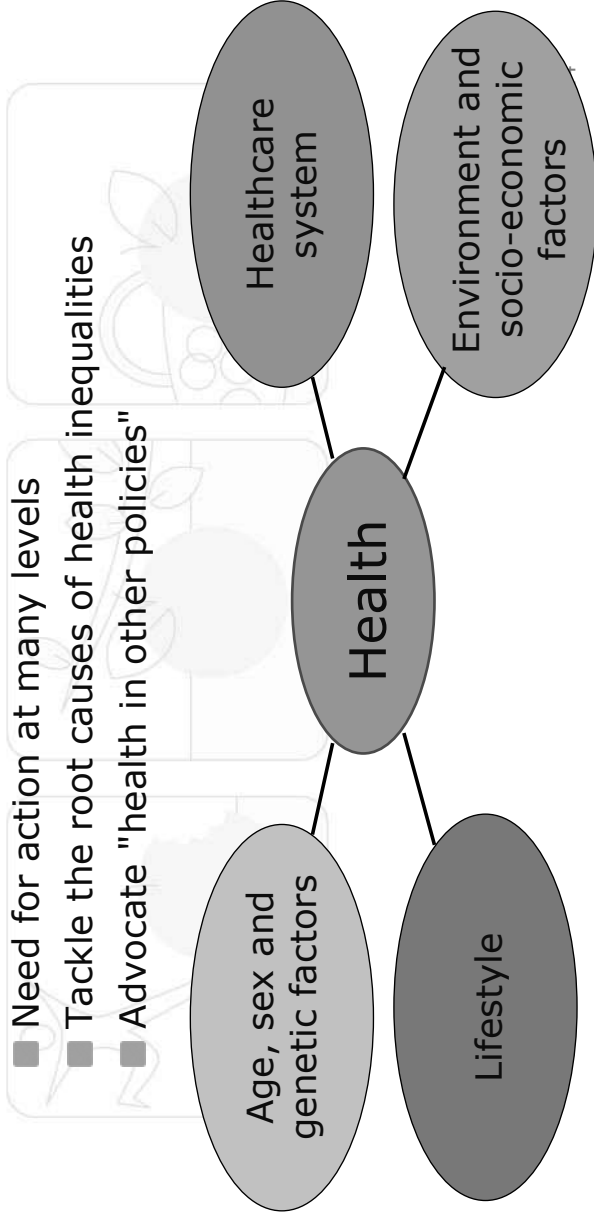 Need for action at many levels
Tackle the root causes of health inequalities
Advocate "health in other policies"
Age, sex and
genetic factors
Healthcare
system
Health
Lifestyle
Environment and
socio-economic
factors